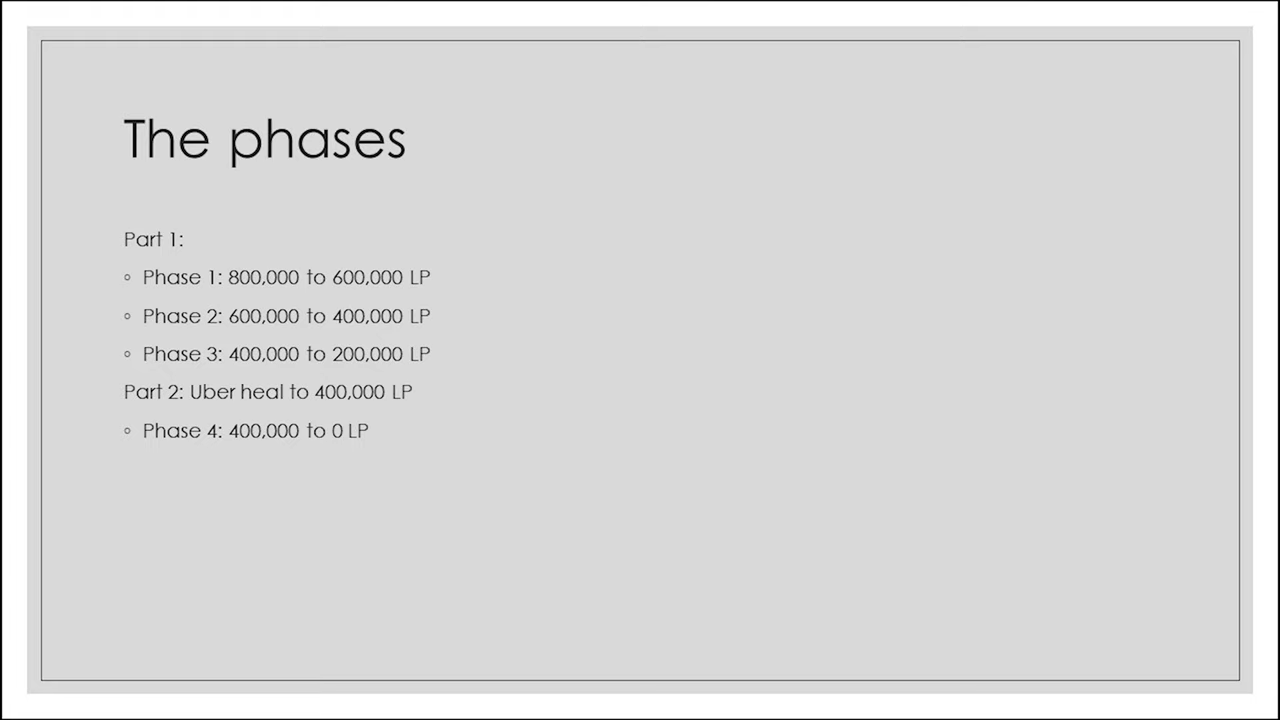 The phases
Part 1:
◦ Phase 1: 800,000 to 600,000 LP
◦ Phase 2: 600,000 to 400,000 LP
◦ Phase 3: 400,000 to 200,000 LP
Part 2: Uber heal to 400,000 LP
◦ Phase 4: 400,000 to 0 LP